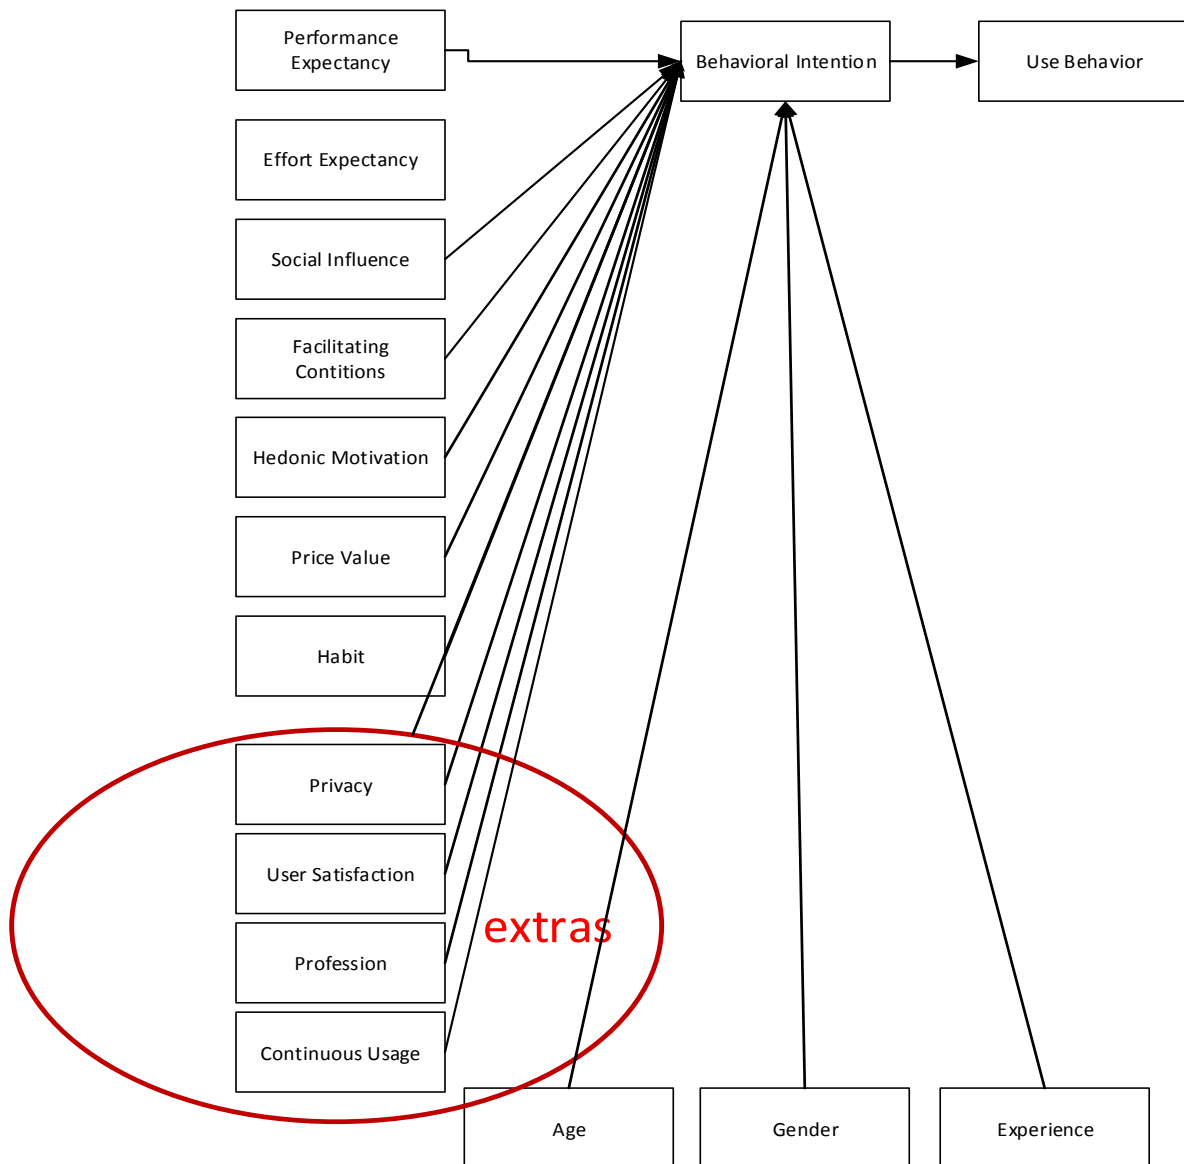 Performance
Expectancy
Behavioral Intention
Use Behavior
Effort Expectancy
Social Influence
Facilitating
Contitions
Hedonic Motivation
Price Value
Habit
Privacy
User Satisfaction
extras
Profession
Continuous Usage
Age
Gender
Experience